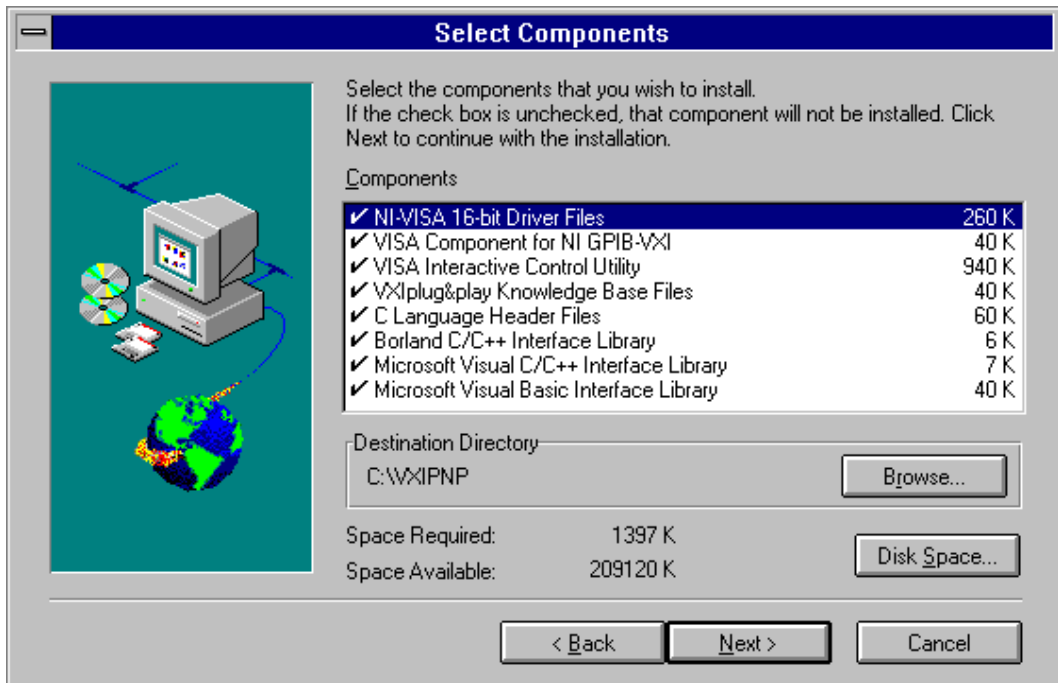 Select Components
Select the components that you wish to install.
If the check box is unchecked, that component will not be installed. Click
Next to continue with the installation.
Components
NI-VISA 16-bit Driver Files 260 K
VISA Component for NI GPIB-VXI 40 K
VISA Interactive Control Utility 940 K
VXIplug&play Knowledge Base Files 40 K
C Language Header Files 60 K
Borland C/C++ Interface Library 6 K
Microsoft Visual C/C++ Interface Library 7 K
Microsoft Visual Basic Interface Library 40 K
Destination Directory
C:\VXIPNP
Browse...
Space Required: 1397 K
Space Available: 209120 K
Disk Space...
< Back
Next >
Cancel